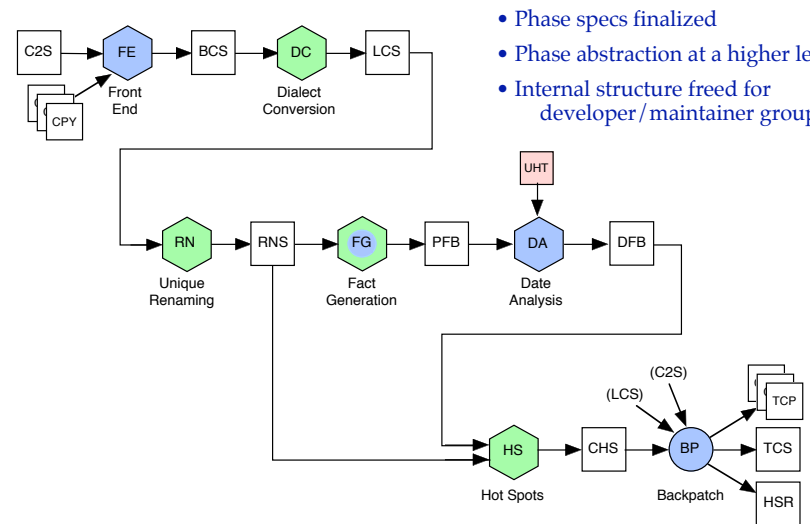 • Phase specs finalized
• Phase abstraction at a higher le
• Internal structure freed for
developer/maintainer group
C2S
FE
BCS
DC
LCS
CPY
Front
End
Dialect
Conversion
UHT
RN
RNS
FG
PFB
DA
DFB
Unique
Renaming
Fact
Generation
Date
Analysis
(C2S)
(LCS)
TCP
HS
CHS
BP
TCS
Hot Spots
Backpatch
HSR